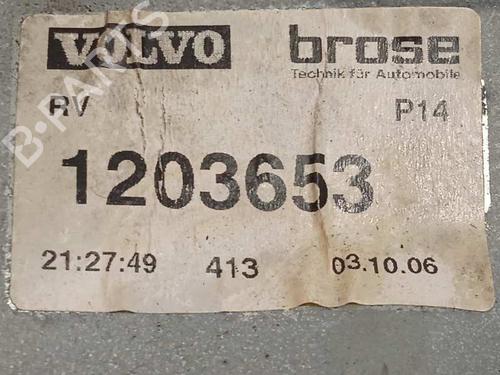 VOLVO brose
Technik für Automobile
RV P14
1203653
21:27:49 413 03.10.06
B-PARTS